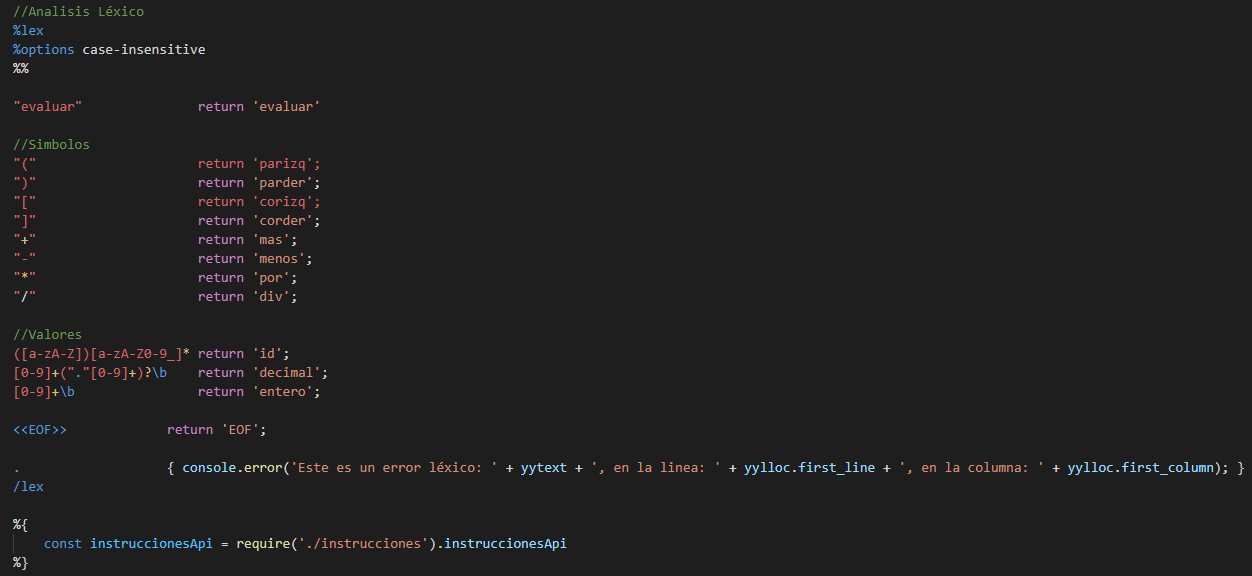 //Analisis Léxico
%lex
%options case-insensitive
%%
"evaluar" return 'evaluar'
//Simbolos
"(" return 'parizq';
")" return 'parder';
"[" return 'corizq';
"]" return 'corder';
"+" return 'mas';
"-" return 'menos';
"*" return 'por';
"/" return 'div';
//Valores
([a-zA-Z])[a-zA-Z0-9_]* return 'id';
[0-9]+("."[0-9]+)?\b return 'decimal';
[0-9]+\b return 'entero';
<<EOF>> return 'EOF';
. { console.error('Este es un error léxico: ' + yytext + ', en la linea: ' + yylloc.first_line + ', en la columna: ' + yylloc.first_column); }
/lex
%{
const instruccionesApi = require('./instrucciones').instruccionesApi
%}